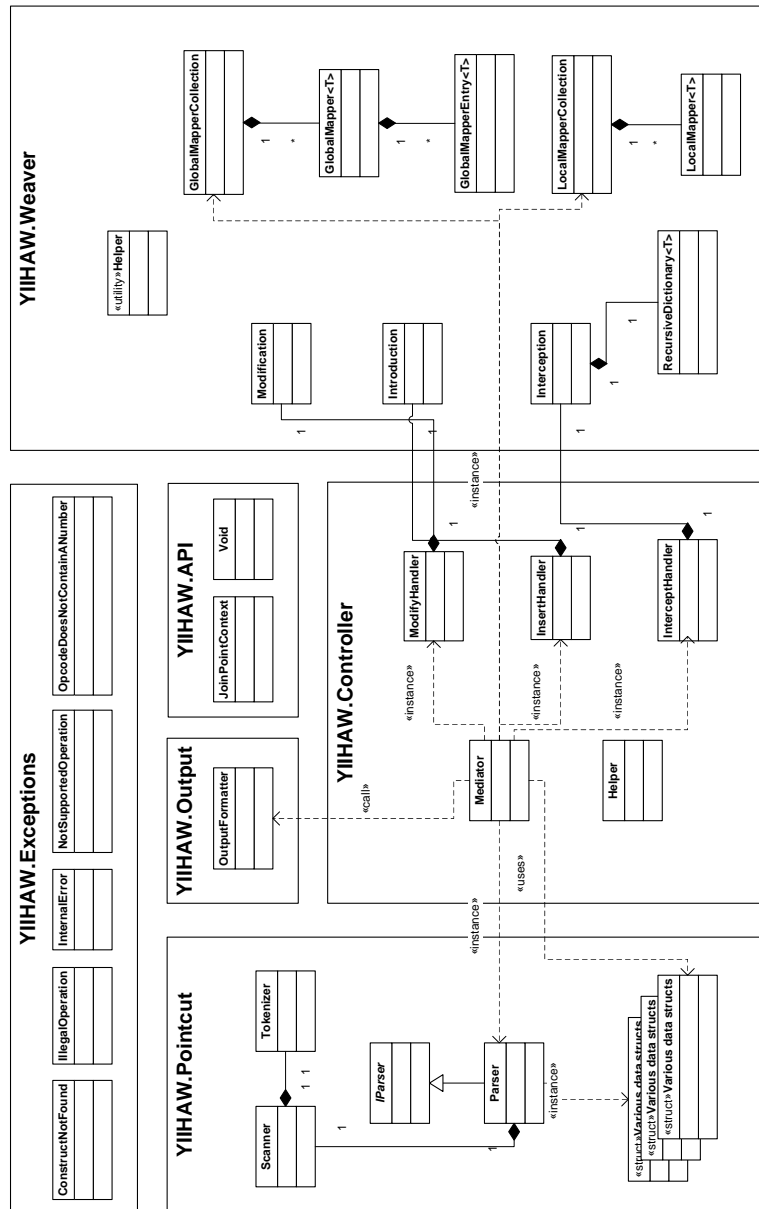 YIIHAW.Exceptions
ConstructNotFound
IllegalOperation
InternalError
NotSupportedOperation
OpcodeDoesNotContainANumber
YIIHAW.Pointcut
Scanner
Tokenizer
1
1
1
IParser
Parser
1
«instance»
«struct»Various data structs
«struct»Various data structs
«struct»Various data structs
YIIHAW.Output
OutputFormatter
YIIHAW.API
JoinPointContext
Void
YIIHAW.Controller
«call»
Mediator
«instance»
«uses»
«instance»
«instance»
«instance»
«instance»
Helper
ModifyHandler
1
InsertHandler
1
InterceptHandler
1
YIIHAW.Weaver
«utility»Helper
Modification
1
Introduction
1
Interception
1
1
1
RecursiveDictionary<T>
GlobalMapperCollection
1
*
GlobalMapper<T>
1
*
GlobalMapperEntry<T>
LocalMapperCollection
1
*
LocalMapper<T>